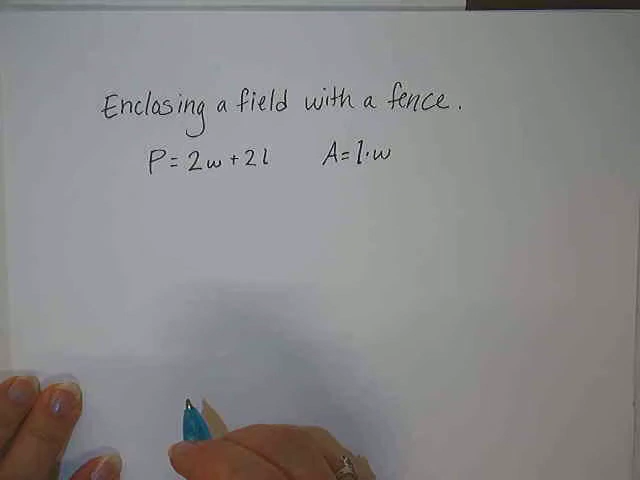 Enclosing a field with a fence.
P = 2w + 2l A = l·w